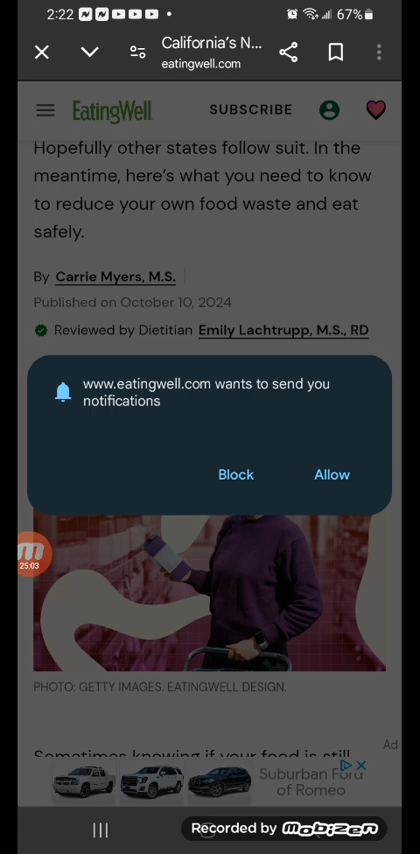 2:22
67%
California's N...
eatingwell.com
EatingWell
SUBSCRIBE
Hopefully other states follow suit. In the
meantime, here's what you need to know
to reduce your own food waste and eat
safely.
By Carrie Myers, M.S.
Published on October 10, 2024
Reviewed by Dietitian Emily Lachtrupp, M.S., RD
www.eatingwell.com wants to send you
notifications
Block
Allow
25:03
PHOTO: GETTY IMAGES. EATINGWELL DESIGN.
Sometimes knowing if your food is still
Ad
Suburban Ford
of Romeo
Recorded by mobizen